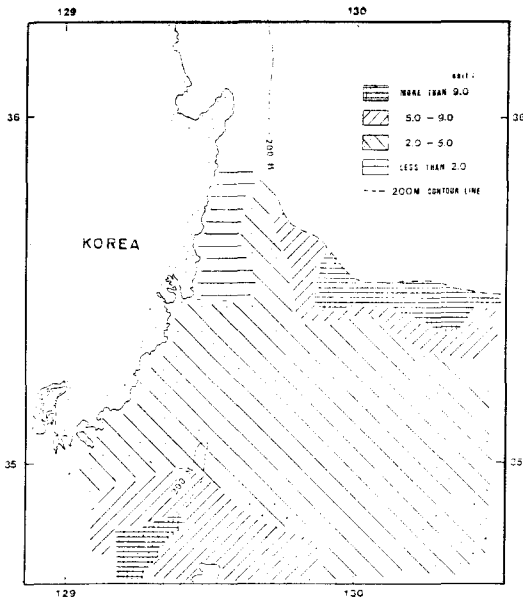 129 130
UNIT:
MORE THAN 9.0
36 36
5.0 - 9.0
2.0 - 5.0
LESS THAN 2.0
200M CONTOUR LINE
200 M
KOREA
35 35
200 M
129 130